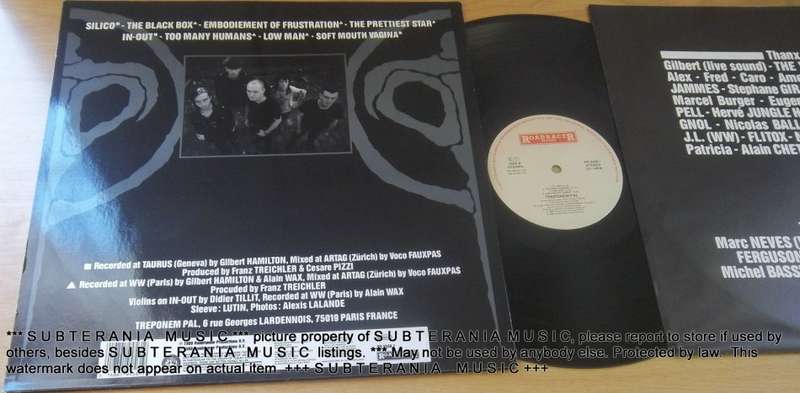 SILICO* - THE BLACK BOX* - EMBODIEMENT OF FRUSTRATION* - THE PRETTIEST STAR*
IN-OUT* - TOO MANY HUMANS* - LOW MAN* - SOFT MOUTH VAGINA*
■ Recorded at TAURUS (Geneva) by Gilbert HAMILTON, Mixed at ARTAG (Zürich) by Voco FAUXPAS
Produced by Franz TREICHLER & Cesare PIZZI
▲ Recorded at WW (Paris) by Gilbert HAMILTON & Alain WAX, Mixed at ARTAG (Zürich) by Voco FAUXPAS
Procuded by Franz TREICHLER
Violins on IN-OUT by Didier TILLIT, Recorded at WW (Paris) by Alain WAX
Sleeve : LUTIN, Photos : Alexis LALANDE
TREPONEM PAL, 6 rue Georges LARDENNOIS, 75019 PARIS FRANCE
ROADRACER
Thanx
Gilbert (live sound) - THE
Alex - Fred - Caro -
JAMMES - Stephane GIR
Marcel Burger - Eugen
PELL - Hervé JUNGLE
GNOL - Nicolas BALL
J.L. (WW) - FLITOX -
Patricia - Alain CHE
Marc NEVES
FERGUSON
Michel BASS
*** S U B T E R A N I A M U S I C *** picture property of S U B T E R A N I A M U S I C, please report to store if used by
others, besides S U B T E R A N I A M U S I C listings. *** May not be used by anybody else. Protected by law. This
watermark does not appear on actual item +++ S U B T E R A N I A M U S I C +++